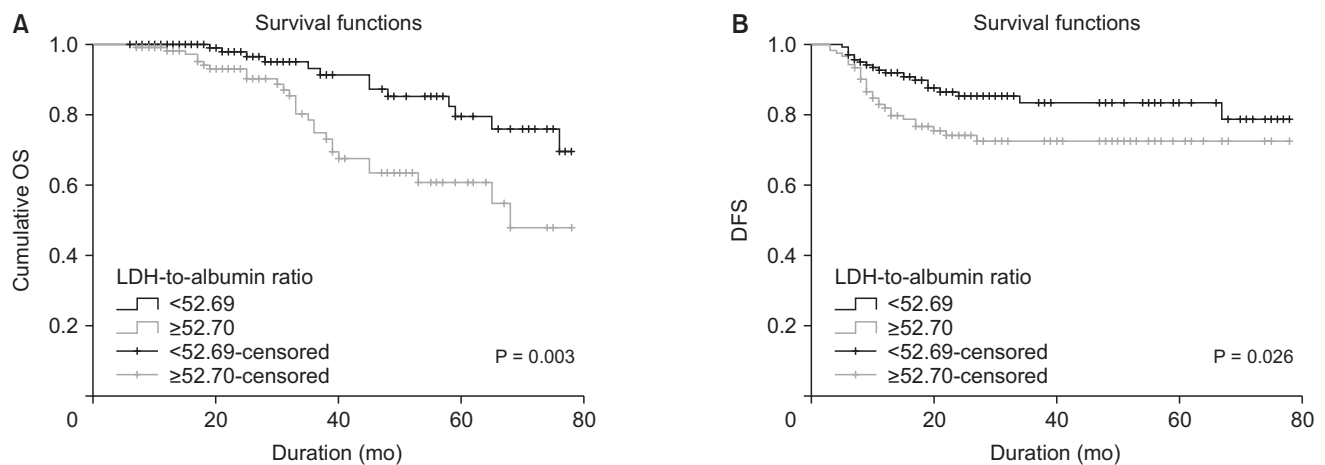 A
Survival functions
1.0
0.8
0.6
0.4
0.2
0
20
40
60
80
Cumulative OS
Duration (mo)
LDH-to-albumin ratio
<52.69
≥52.70
<52.69-censored
≥52.70-censored
P = 0.003
B
Survival functions
1.0
0.8
0.6
0.4
0.2
0
20
40
60
80
DFS
Duration (mo)
LDH-to-albumin ratio
<52.69
≥52.70
<52.69-censored
≥52.70-censored
P = 0.026